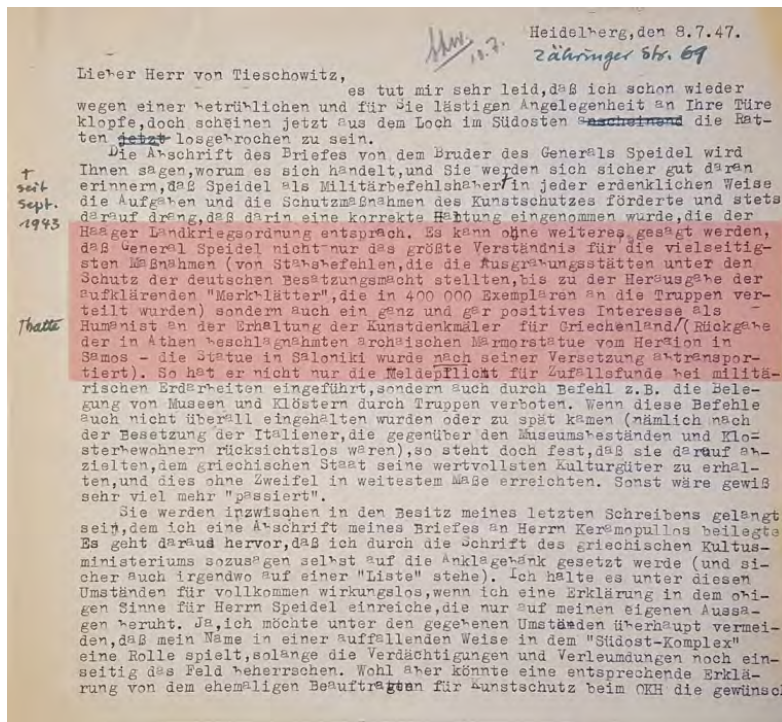 Heidelberg,den 8.7.47.
Zähringer Str. 69
10.7.
Lieber Herr von Tieschowitz,
es tut mir sehr leid,daß ich schon wieder
wegen einer betrüblichen und für Sie lästigen Angelegenheit an Ihre Türe
klopfe,doch scheinen jetzt aus dem Loch im Südosten anscheinend die Rat-
ten jetzt losgebrochen zu sein.
Die Abschrift des Briefes von dem Bruder des Generals Speidel wird
Ihnen sagen,worum es sich handelt,und Sie werden sich sicher gut daran
erinnern,daß Speidel als Militärbefehlshaber/in jeder erdenklichen Weise
die Aufgaben und die Schutzmaßnahmen des Kunstschutzes förderte und stets
darauf drang,daß darin eine korrekte Haltung eingenommen wurde,die der
+
seit
Sept.
1943
Haager Landkriegsordnung entsprach. Es kann ohne weiteres gesagt werden,
daß General Speidel nicht nur das größte Verständnis für die vielseitig-
sten Maßnahmen (von Stabsbefehlen,die die Ausgrabungsstätten unter den
Schutz der deutschen Besatzungsmacht stellten,bis zu der Herausgabe der
aufklärenden "Merkblätter",die in 400 000 Exemplaren an die Truppen ver-
teilt wurden) sondern auch ein ganz und gar positives Interesse als
Humanist an der Erhaltung der Kunstdenkmäler für Griechenland/(Rückgabe
hatte
der in Athen beschlagnahmten archaischen Marmorstatue vom Heraion in
Samos - die Statue in Saloniki wurde nach seiner Versetzung abtranspor-
tiert). So hat er nicht nur die Meldepflicht für Zufallsfunde bei militä-
rischen Erdarbeiten eingeführt,sondern auch durch Befehl z.B. die Bele-
gung von Museen und Klöstern durch Truppen verboten. Wenn diese Befehle
auch nicht überall eingehalten wurden oder zu spät kamen (nämlich nach
der Besetzung der Italiener,die gegenüber den Museumsbeständen und Klo=
sterbewohnern rücksichtslos waren),so steht doch fest,daß sie darauf ab-
zielten,dem griechischen Staat seine wertvollsten Kulturgüter zu erhal-
ten,und dies ohne Zweifel in weitestem Maße erreichten. Sonst wäre gewiß
sehr viel mehr "passiert".
Sie werden inzwischen in den Besitz meines letzten Schreibens gelangt
sein,dem ich eine Abschrift meines Briefes an Herrn Keramopullos beilegte
Es geht daraus hervor,daß ich durch die Schrift des griechischen Kultus-
ministeriums sozusagen selbst auf die Anklagebank gesetzt werde (und si-
cher auch irgendwo auf einer "Liste" stehe). Ich halte es unter diesen
Umständen für vollkommen wirkungslos,wenn ich eine Erklärung in dem obi-
gen Sinne für Herrn Speidel einreiche,die nur auf meinen eigenen Aussa-
gen beruht. Ja,ich möchte unter den gegebenen Umständen überhaupt vermei-
den,daß mein Name in einer auffallenden Weise in dem "Südost-Komplex"
eine Rolle spielt,solange die Verdächtigungen und Verleumdungen noch ein-
seitig das Feld beherrschen. Wohl aber könnte eine entsprechende Erklä-
rung von dem ehemaligen Beauftragten für Kunstschutz beim OKH die gewünsc